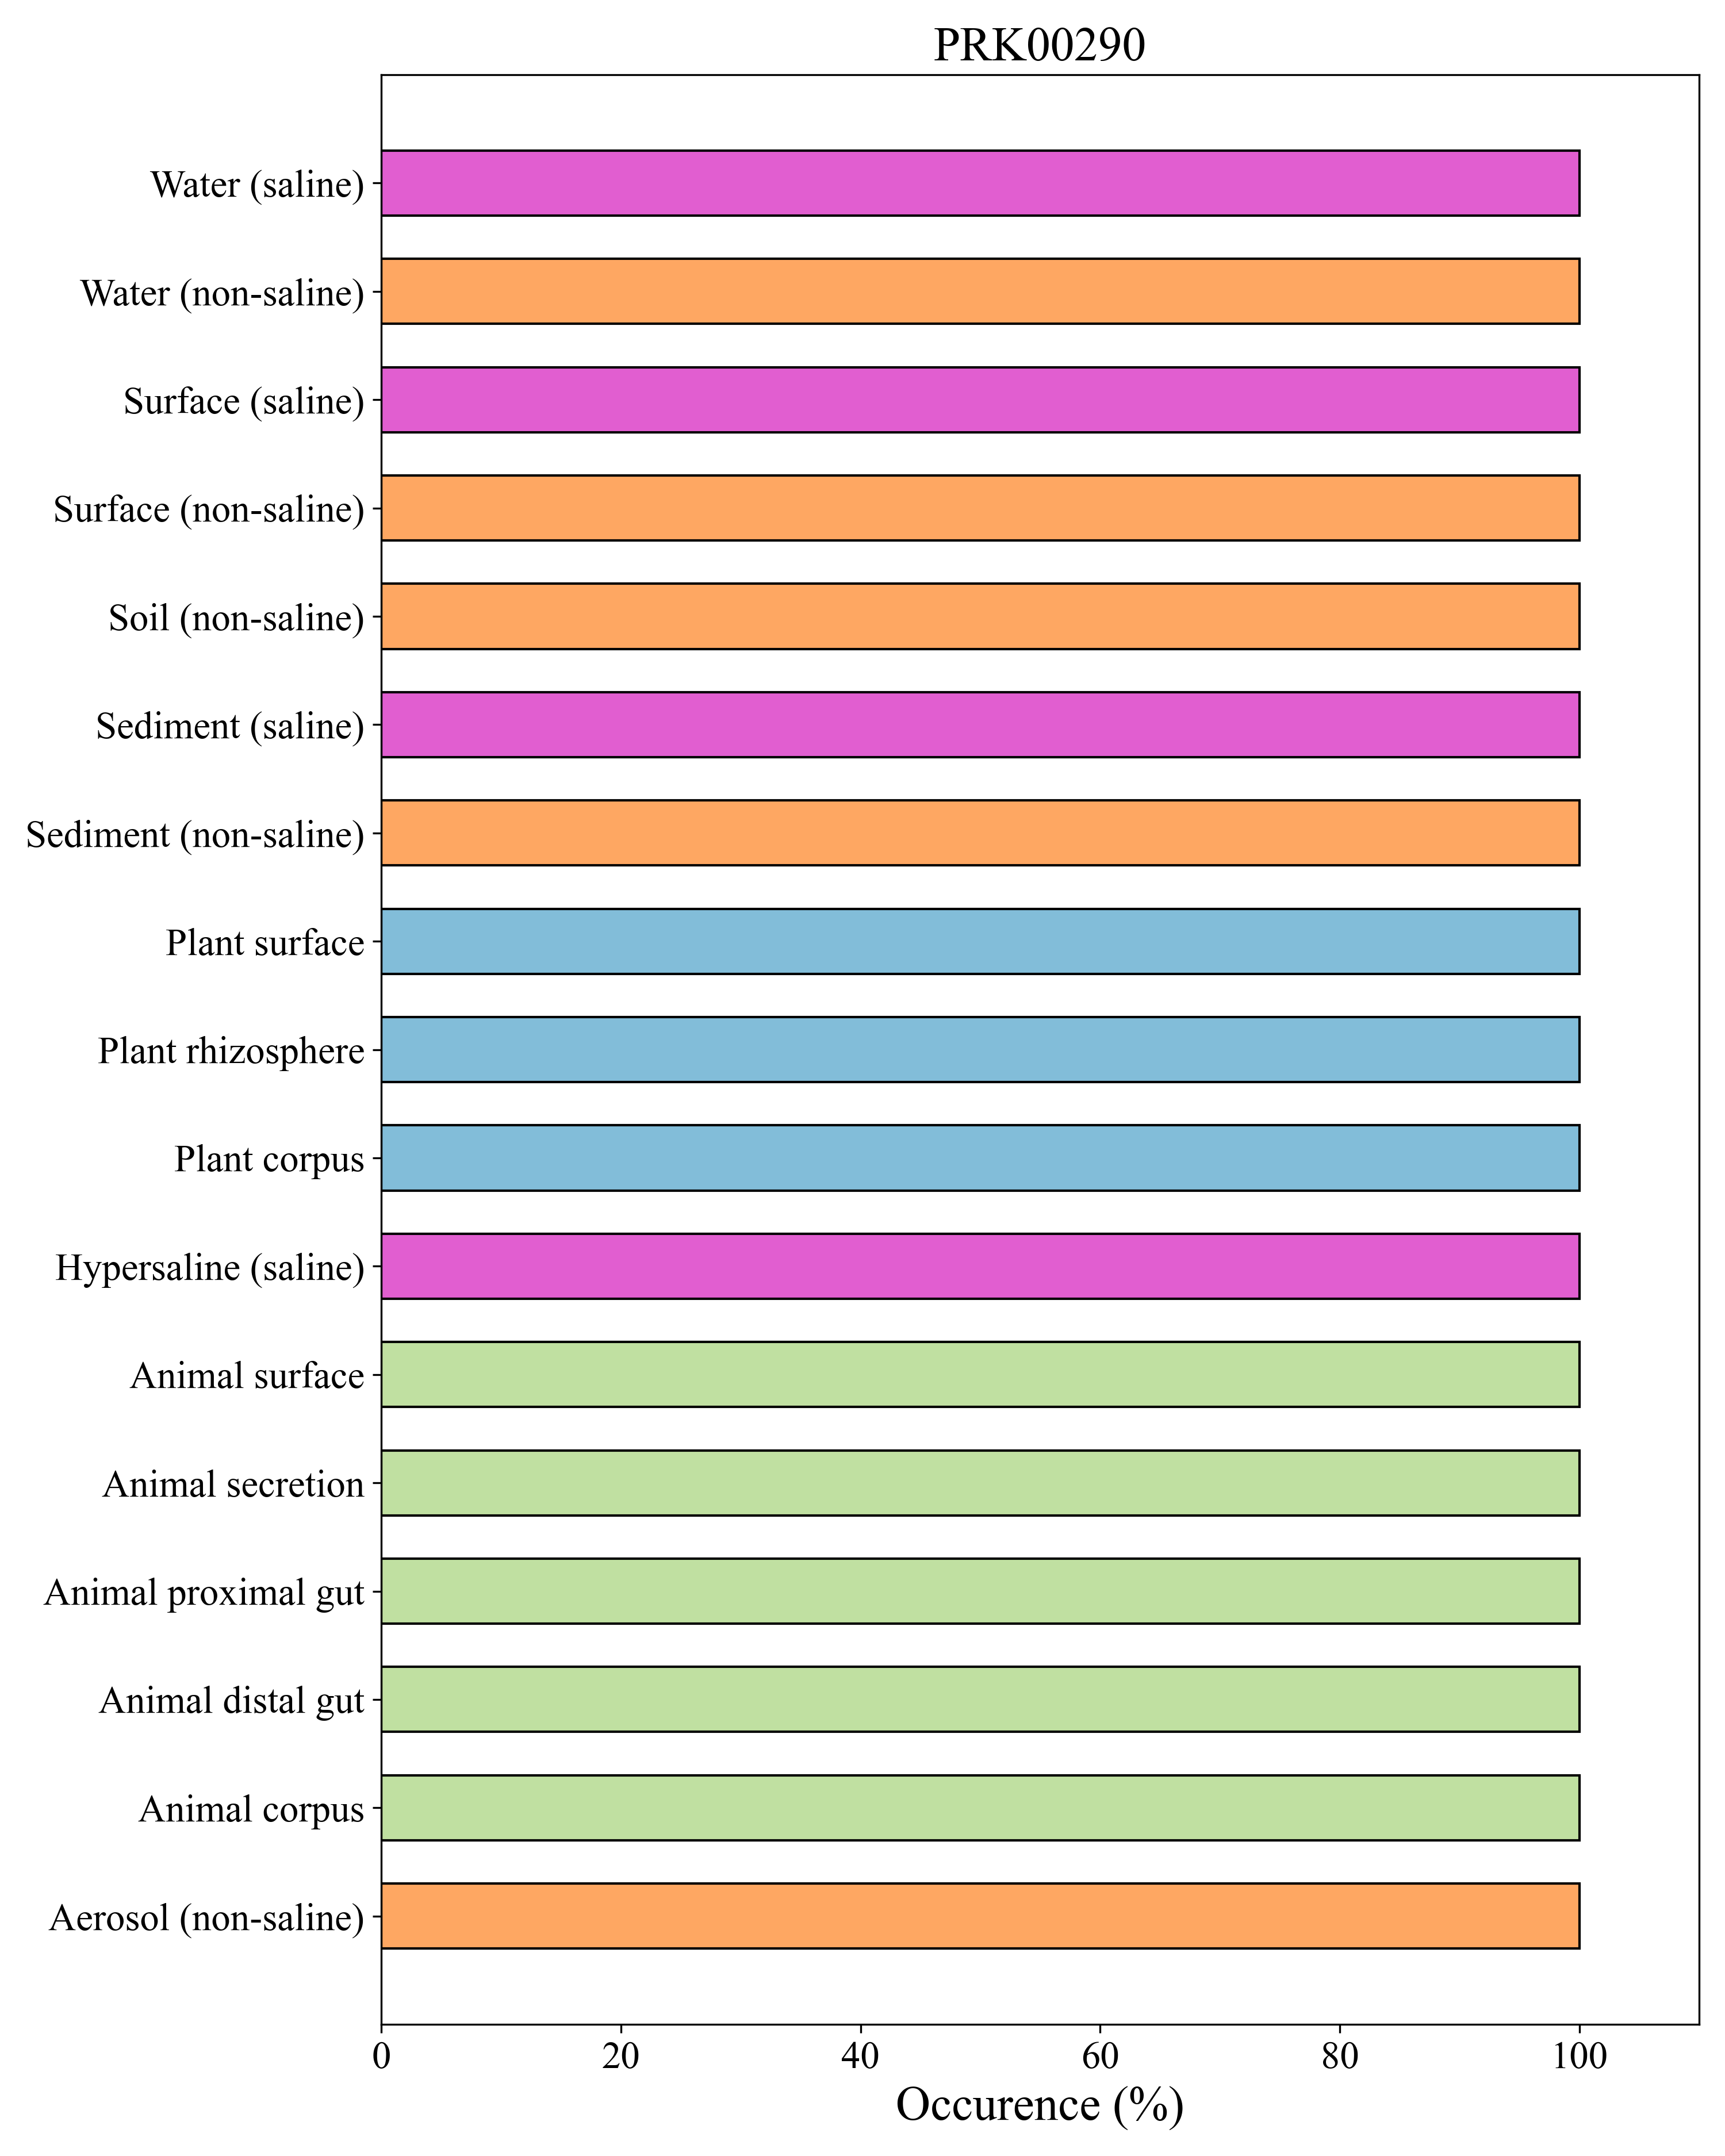 PRK00290
Water (saline)
Water (non-saline)
Surface (saline)
Surface (non-saline)
Soil (non-saline)
Sediment (saline)
Sediment (non-saline)
Plant surface
Plant rhizosphere
Plant corpus
Hypersaline (saline)
Animal surface
Animal secretion
Animal proximal gut
Animal distal gut
Animal corpus
Aerosol (non-saline)
0 20 40 60 80 100
Occurence (%)